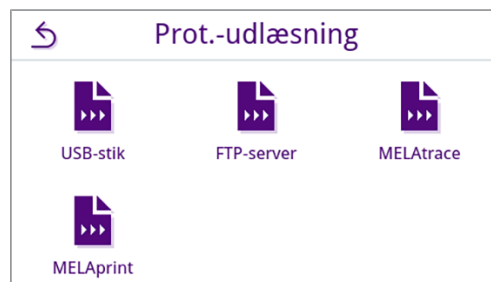 Prot.-udlæsning
USB-stik
FTP-server
MELAtrace
MELAprint